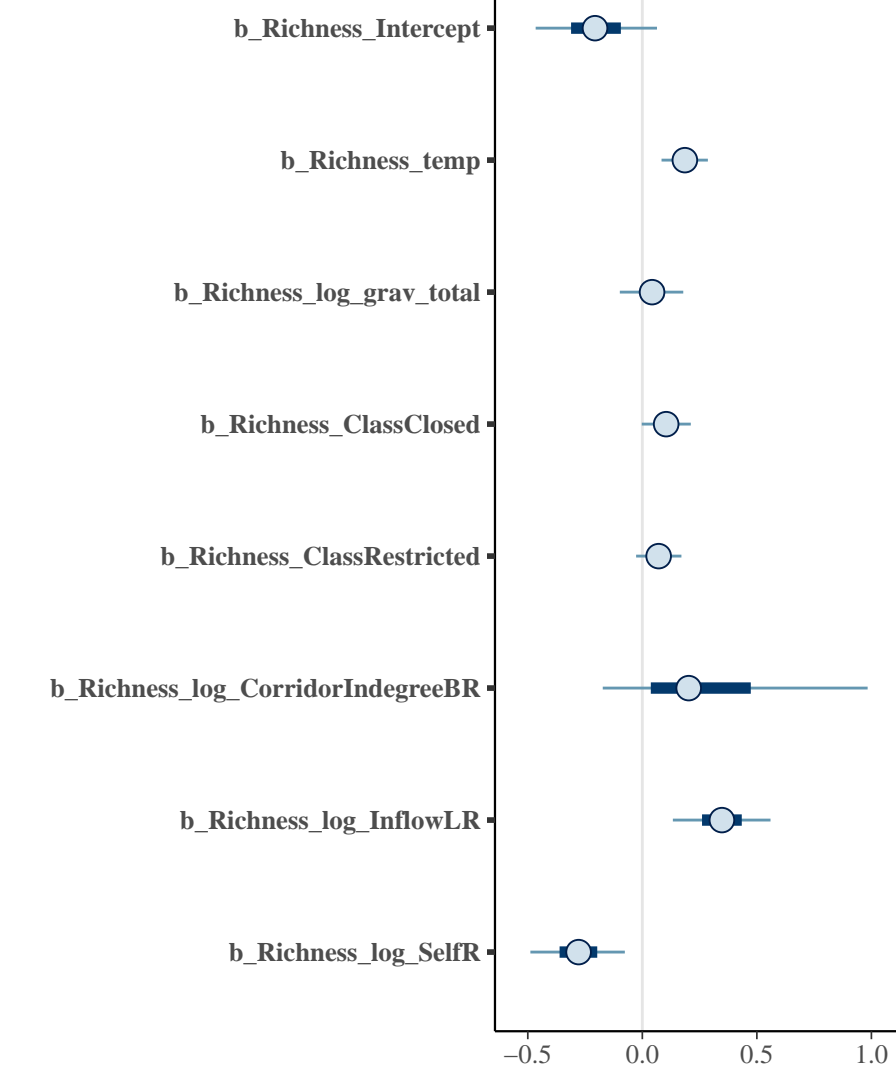 b_Richness_Intercept
b_Richness_temp
b_Richness_log_grav_total
b_Richness_ClassClosed
b_Richness_ClassRestricted
b_Richness_log_CorridorIndegreeBR
b_Richness_log_InflowLR
b_Richness_log_SelfR
−0.5 0.0 0.5 1.0